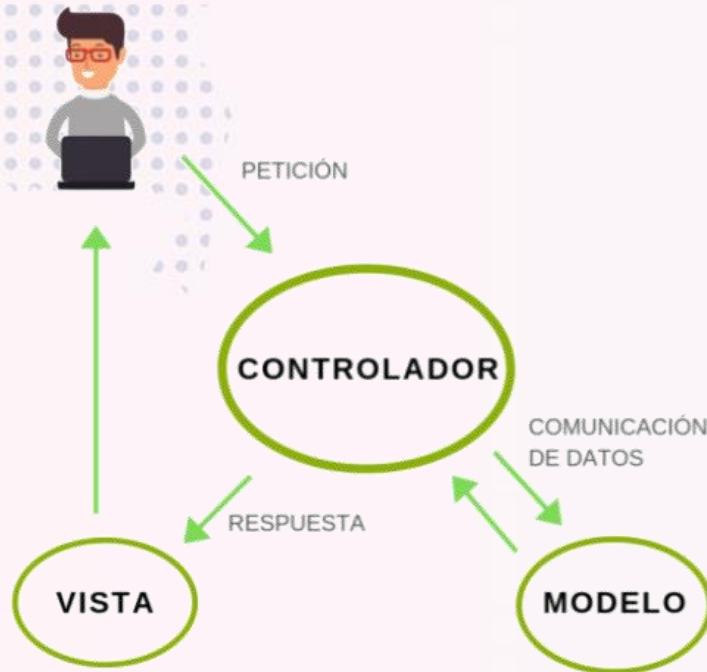 PETICIÓN
CONTROLADOR
COMUNICACIÓN
DE DATOS
RESPUESTA
VISTA
MODELO